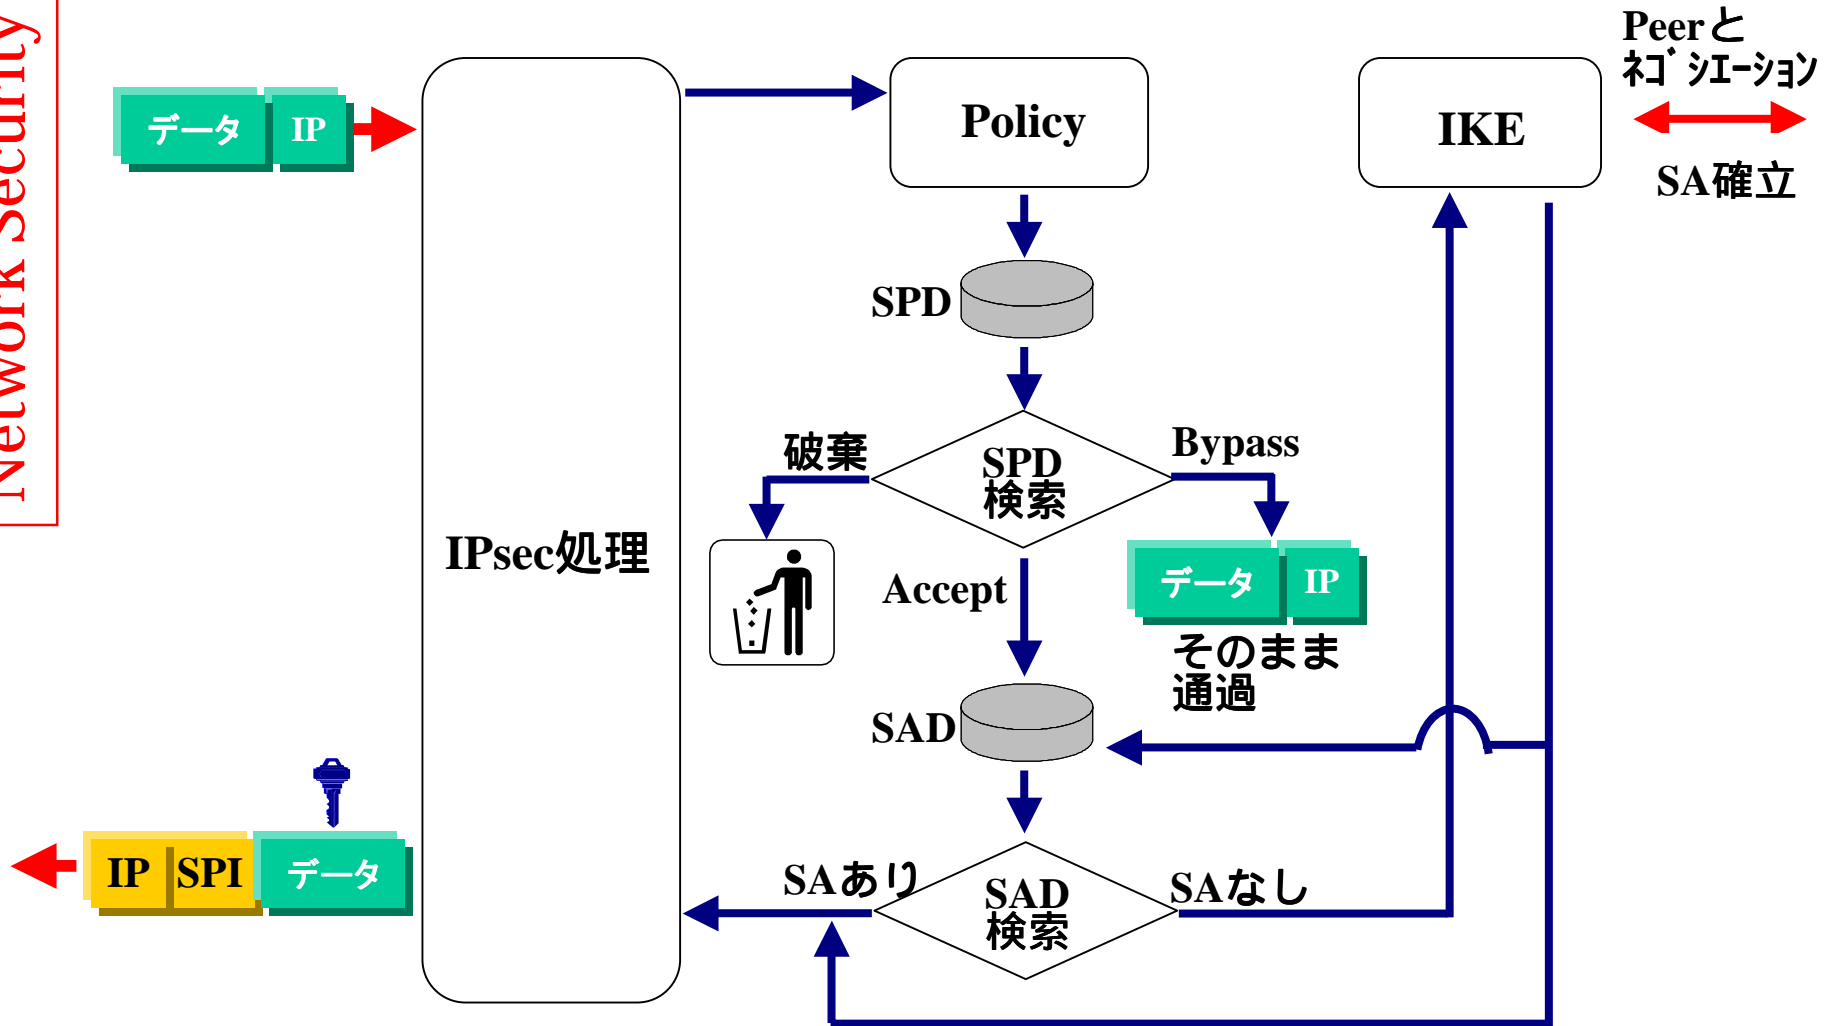 Network Security
データ IP
IPsec処理
Policy
IKE
Peerと
ネゴシエーション
SA確立
SPD
SPD
検索
破棄
Bypass
Accept
データ IP
そのまま
通過
SAD
SAD
検索
SAあり
SAなし
IP SPI データ